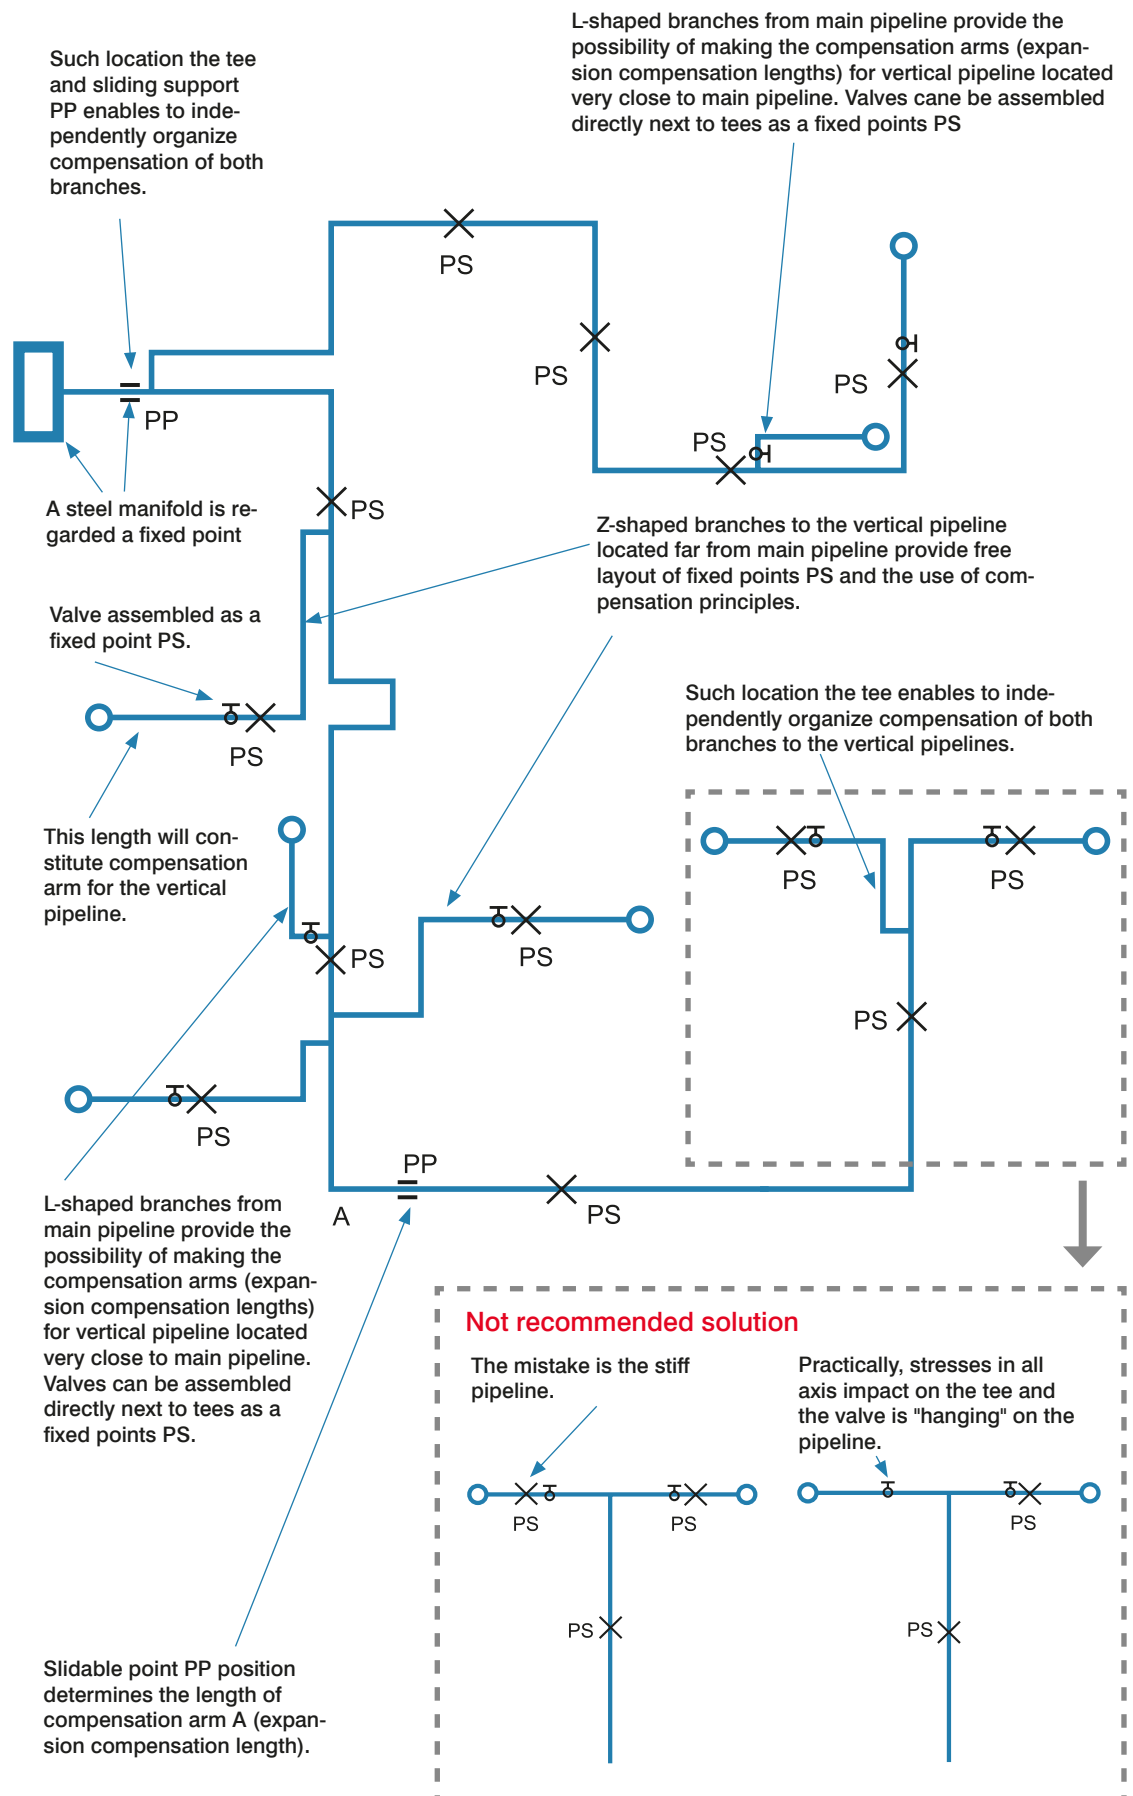 L-shaped branches from main pipeline provide the
possibility of making the compensation arms (expan-
sion compensation lengths) for vertical pipeline located
very close to main pipeline. Valves cane be assembled
directly next to tees as a fixed points PS
Such location the tee
and sliding support
PP enables to inde-
pendently organize
compensation of both
branches.
PS
PS
PS
PP
PS
A steel manifold is re-
garded a fixed point
PS
Z-shaped branches to the vertical pipeline
located far from main pipeline provide free
layout of fixed points PS and the use of com-
pensation principles.
Valve assembled as a
fixed point PS.
PS
Such location the tee enables to inde-
pendently organize compensation of both
branches to the vertical pipelines.
This length will con-
stitute compensation
arm for the vertical
pipeline.
PS
PS
PS
PS
PS
PS
PP
A
PS
L-shaped branches from
main pipeline provide the
possibility of making the
compensation arms (expan-
sion compensation lengths)
for vertical pipeline located
very close to main pipeline.
Valves can be assembled
directly next to tees as a
fixed points PS.
Not recommended solution
The mistake is the stiff
pipeline.
Practically, stresses in all
axis impact on the tee and
the valve is "hanging" on the
pipeline.
PS
PS
PS
PS
PS
Slidable point PP position
determines the length of
compensation arm A (expan-
sion compensation length).